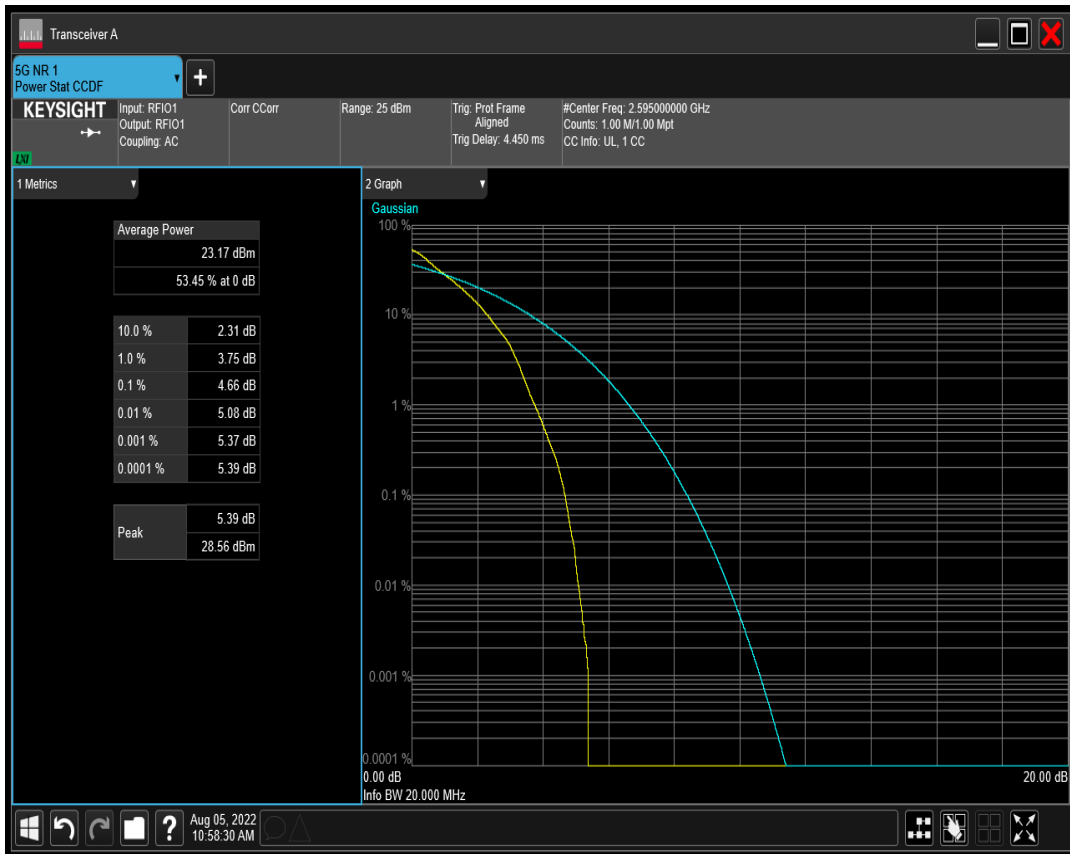 Transceiver A
5G NR 1
Power Stat CCDF
+
KEYSIGHT
LXI
Input: RFIO1
Output: RFIO1
Coupling: AC
Corr CCorr
Range: 25 dBm
Trig: Prot Frame
Aligned
Trig Delay: 4.450 ms
#Center Freq: 2.595000000 GHz
Counts: 1.00 M/1.00 Mpt
CC Info: UL, 1 CC
1 Metrics
Average Power
23.17 dBm
53.45 % at 0 dB
10.0 % 2.31 dB
1.0 % 3.75 dB
0.1 % 4.66 dB
0.01 % 5.08 dB
0.001 % 5.37 dB
0.0001 % 5.39 dB
Peak 5.39 dB
28.56 dBm
2 Graph
Gaussian
100 %
10 %
1 %
0.1 %
0.01 %
0.001 %
0.0001 %
0.00 dB 20.00 dB
Info BW 20.000 MHz
?
Aug 05, 2022
10:58:30 AM